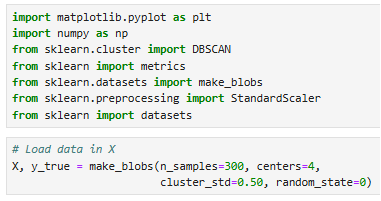 import matplotlib.pyplot as plt
import numpy as np
from sklearn.cluster import DBSCAN
from sklearn import metrics
from sklearn.datasets import make_blobs
from sklearn.preprocessing import StandardScaler
from sklearn import datasets
# Load data in X
X, y_true = make_blobs(n_samples=300, centers=4,
cluster_std=0.50, random_state=0)